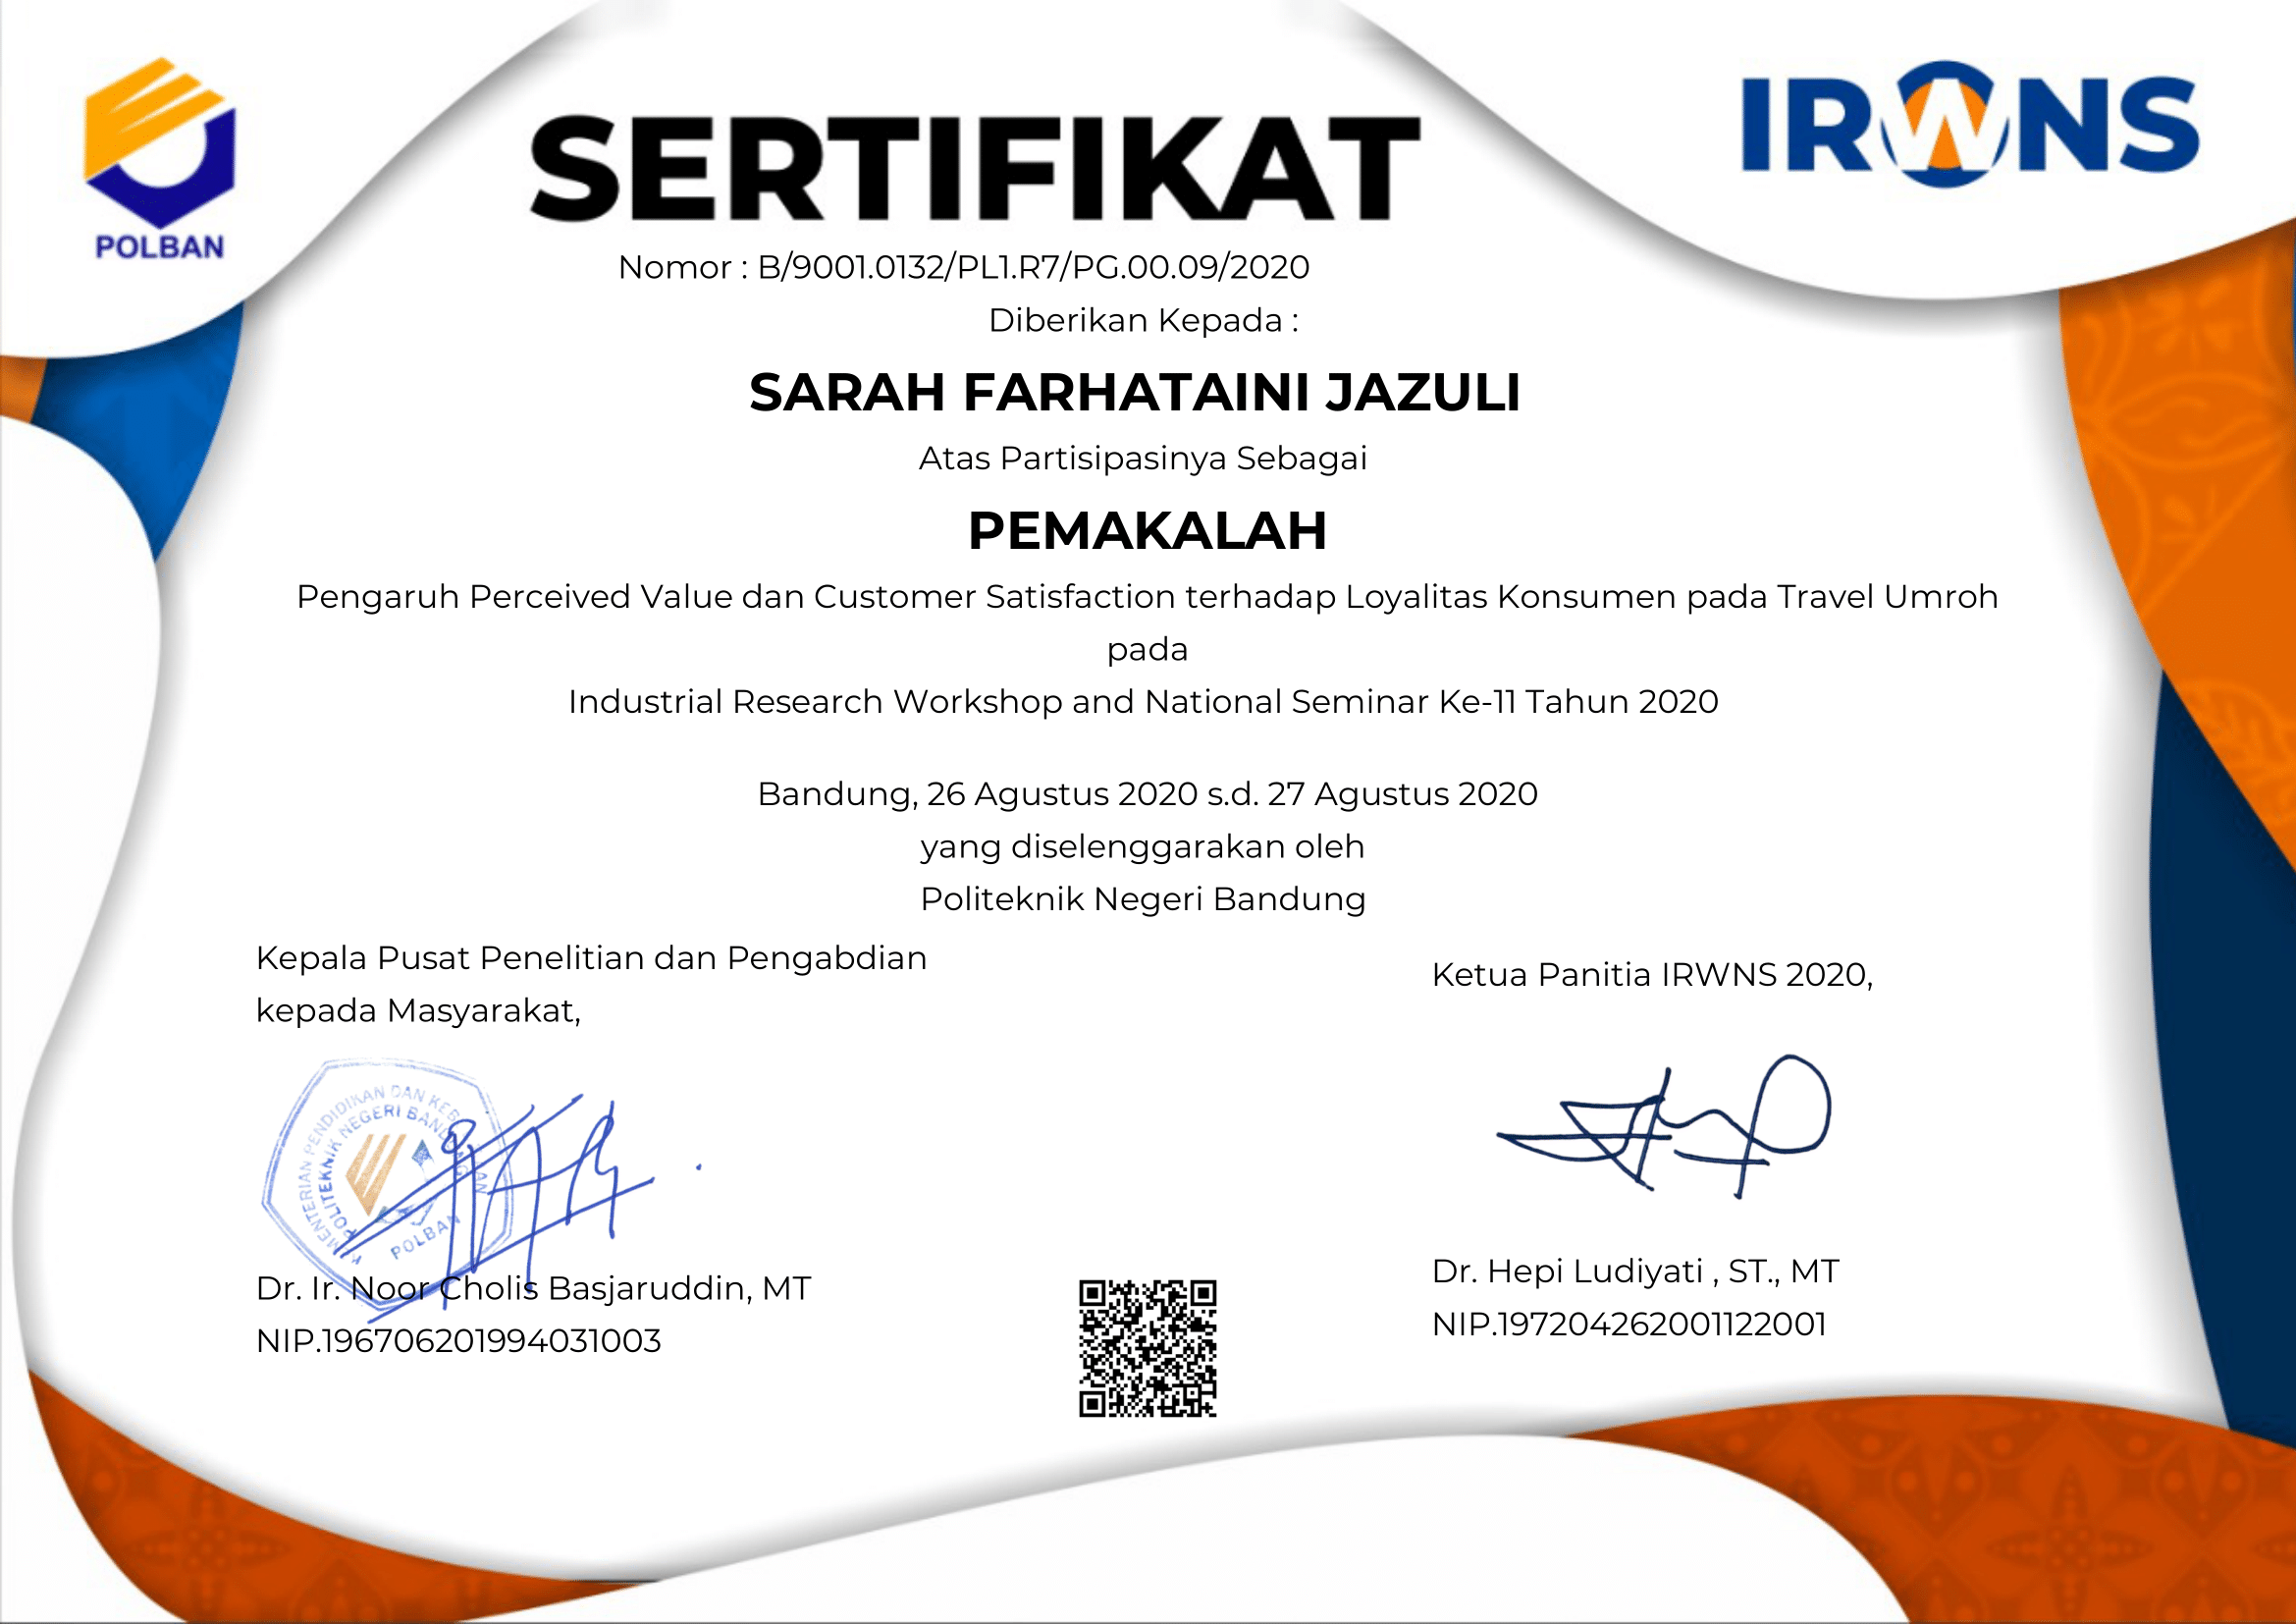 POLBAN
IRWNS
SERTIFIKAT
Nomor : B/9001.0132/PL1.R7/PG.00.09/2020
Diberikan Kepada :
SARAH FARHATAINI JAZULI
Atas Partisipasinya Sebagai
PEMAKALAH
Pengaruh Perceived Value dan Customer Satisfaction terhadap Loyalitas Konsumen pada Travel Umroh
pada
Industrial Research Workshop and National Seminar Ke-11 Tahun 2020
Bandung, 26 Agustus 2020 s.d. 27 Agustus 2020
yang diselenggarakan oleh
Politeknik Negeri Bandung
Kepala Pusat Penelitian dan Pengabdian
kepada Masyarakat,
PENDIDIKAN DAN
POLITEKNIK NEGERI
POLBAN
Dr. Ir. Noor Cholis Basjaruddin, MT
NIP.196706201994031003
Ketua Panitia IRWNS 2020,
Dr. Hepi Ludiyati , ST., MT
NIP.197204262001122001